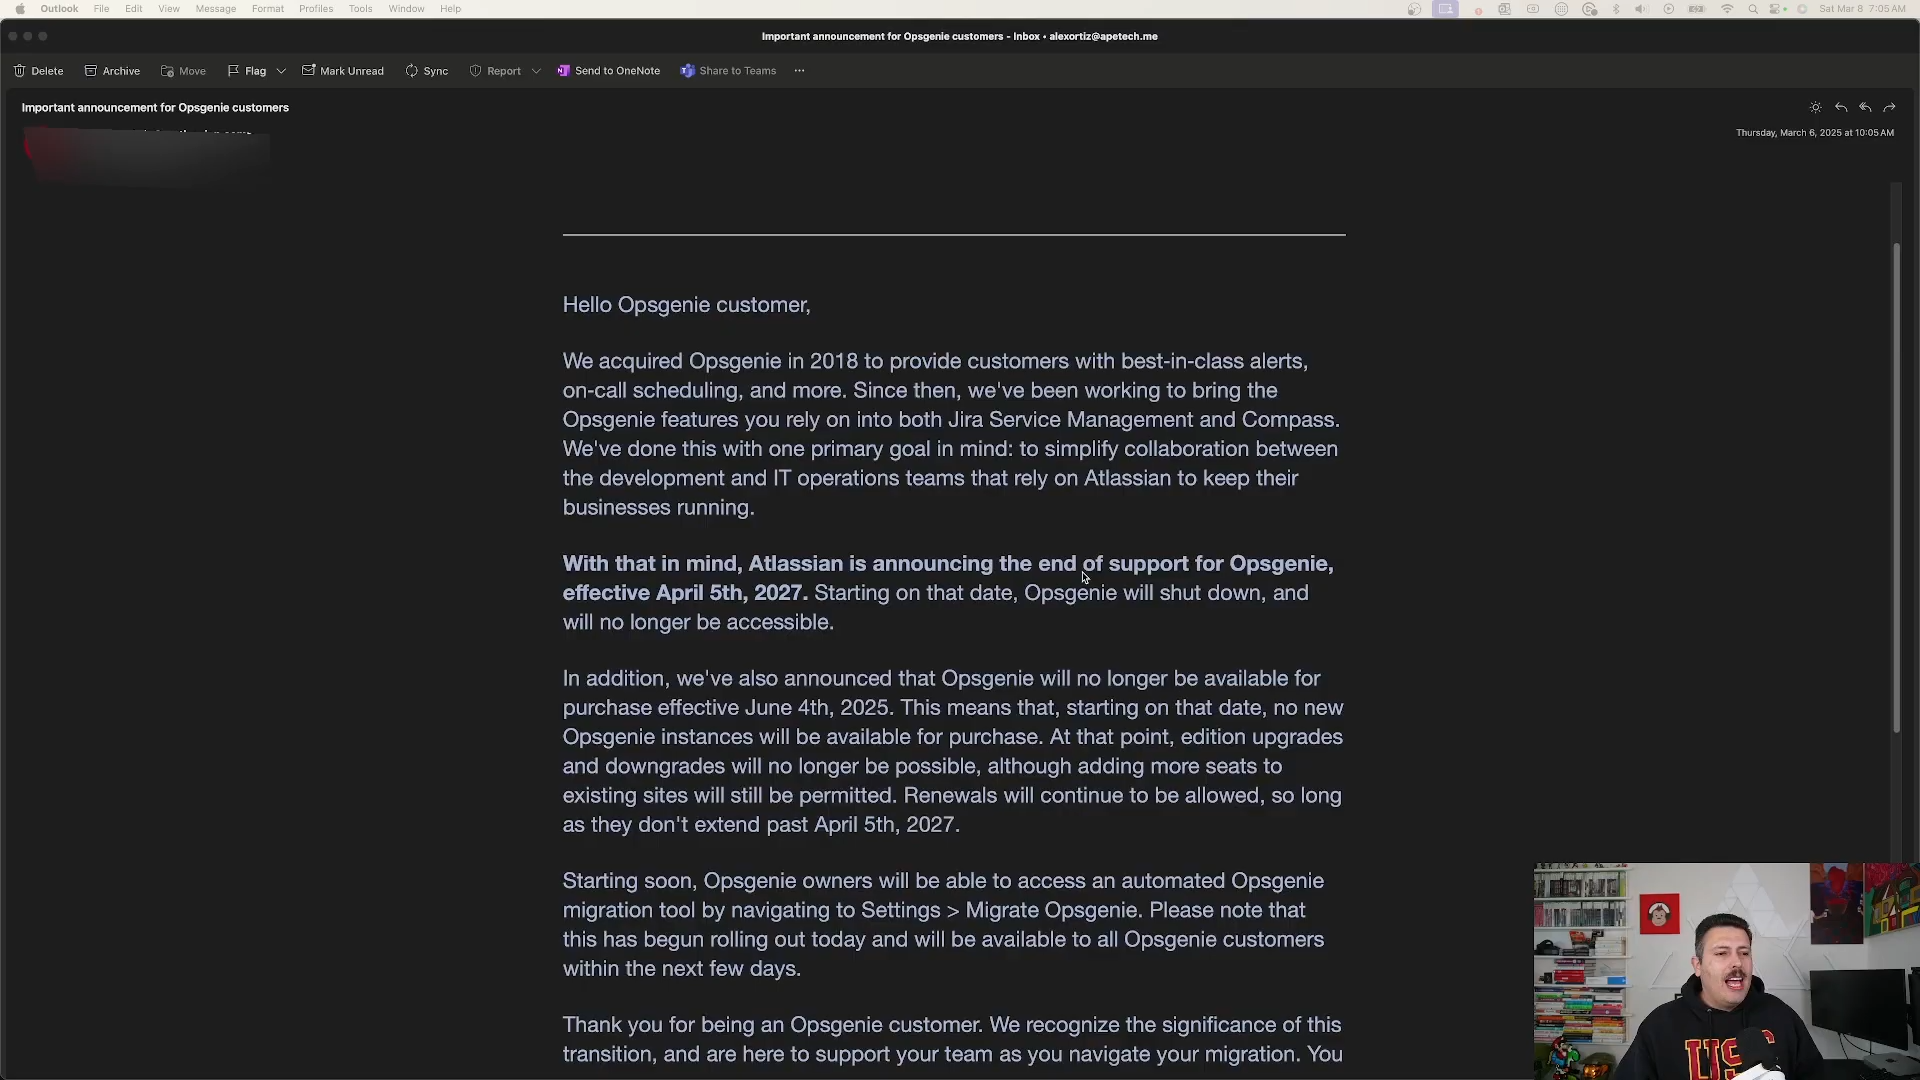 Outlook File Edit View Message Format Profiles Tools Window Help Sat Mar 8 7:05 AM
Important announcement for Opsgenie customers - Inbox • alexortiz@apetech.me
Delete Archive Move Flag Mark Unread Sync Report Send to OneNote Share to Teams
Important announcement for Opsgenie customers
Thursday, March 6, 2025 at 10:05 AM
Hello Opsgenie customer,
We acquired Opsgenie in 2018 to provide customers with best-in-class alerts,
on-call scheduling, and more. Since then, we've been working to bring the
Opsgenie features you rely on into both Jira Service Management and Compass.
We've done this with one primary goal in mind: to simplify collaboration between
the development and IT operations teams that rely on Atlassian to keep their
businesses running.
With that in mind, Atlassian is announcing the end of support for Opsgenie,
effective April 5th, 2027. Starting on that date, Opsgenie will shut down, and
will no longer be accessible.
In addition, we've also announced that Opsgenie will no longer be available for
purchase effective June 4th, 2025. This means that, starting on that date, no new
Opsgenie instances will be available for purchase. At that point, edition upgrades
and downgrades will no longer be possible, although adding more seats to
existing sites will still be permitted. Renewals will continue to be allowed, so long
as they don't extend past April 5th, 2027.
Starting soon, Opsgenie owners will be able to access an automated Opsgenie
migration tool by navigating to Settings > Migrate Opsgenie. Please note that
this has begun rolling out today and will be available to all Opsgenie customers
within the next few days.
Thank you for being an Opsgenie customer. We recognize the significance of this
transition, and are here to support your team as you navigate your migration. You